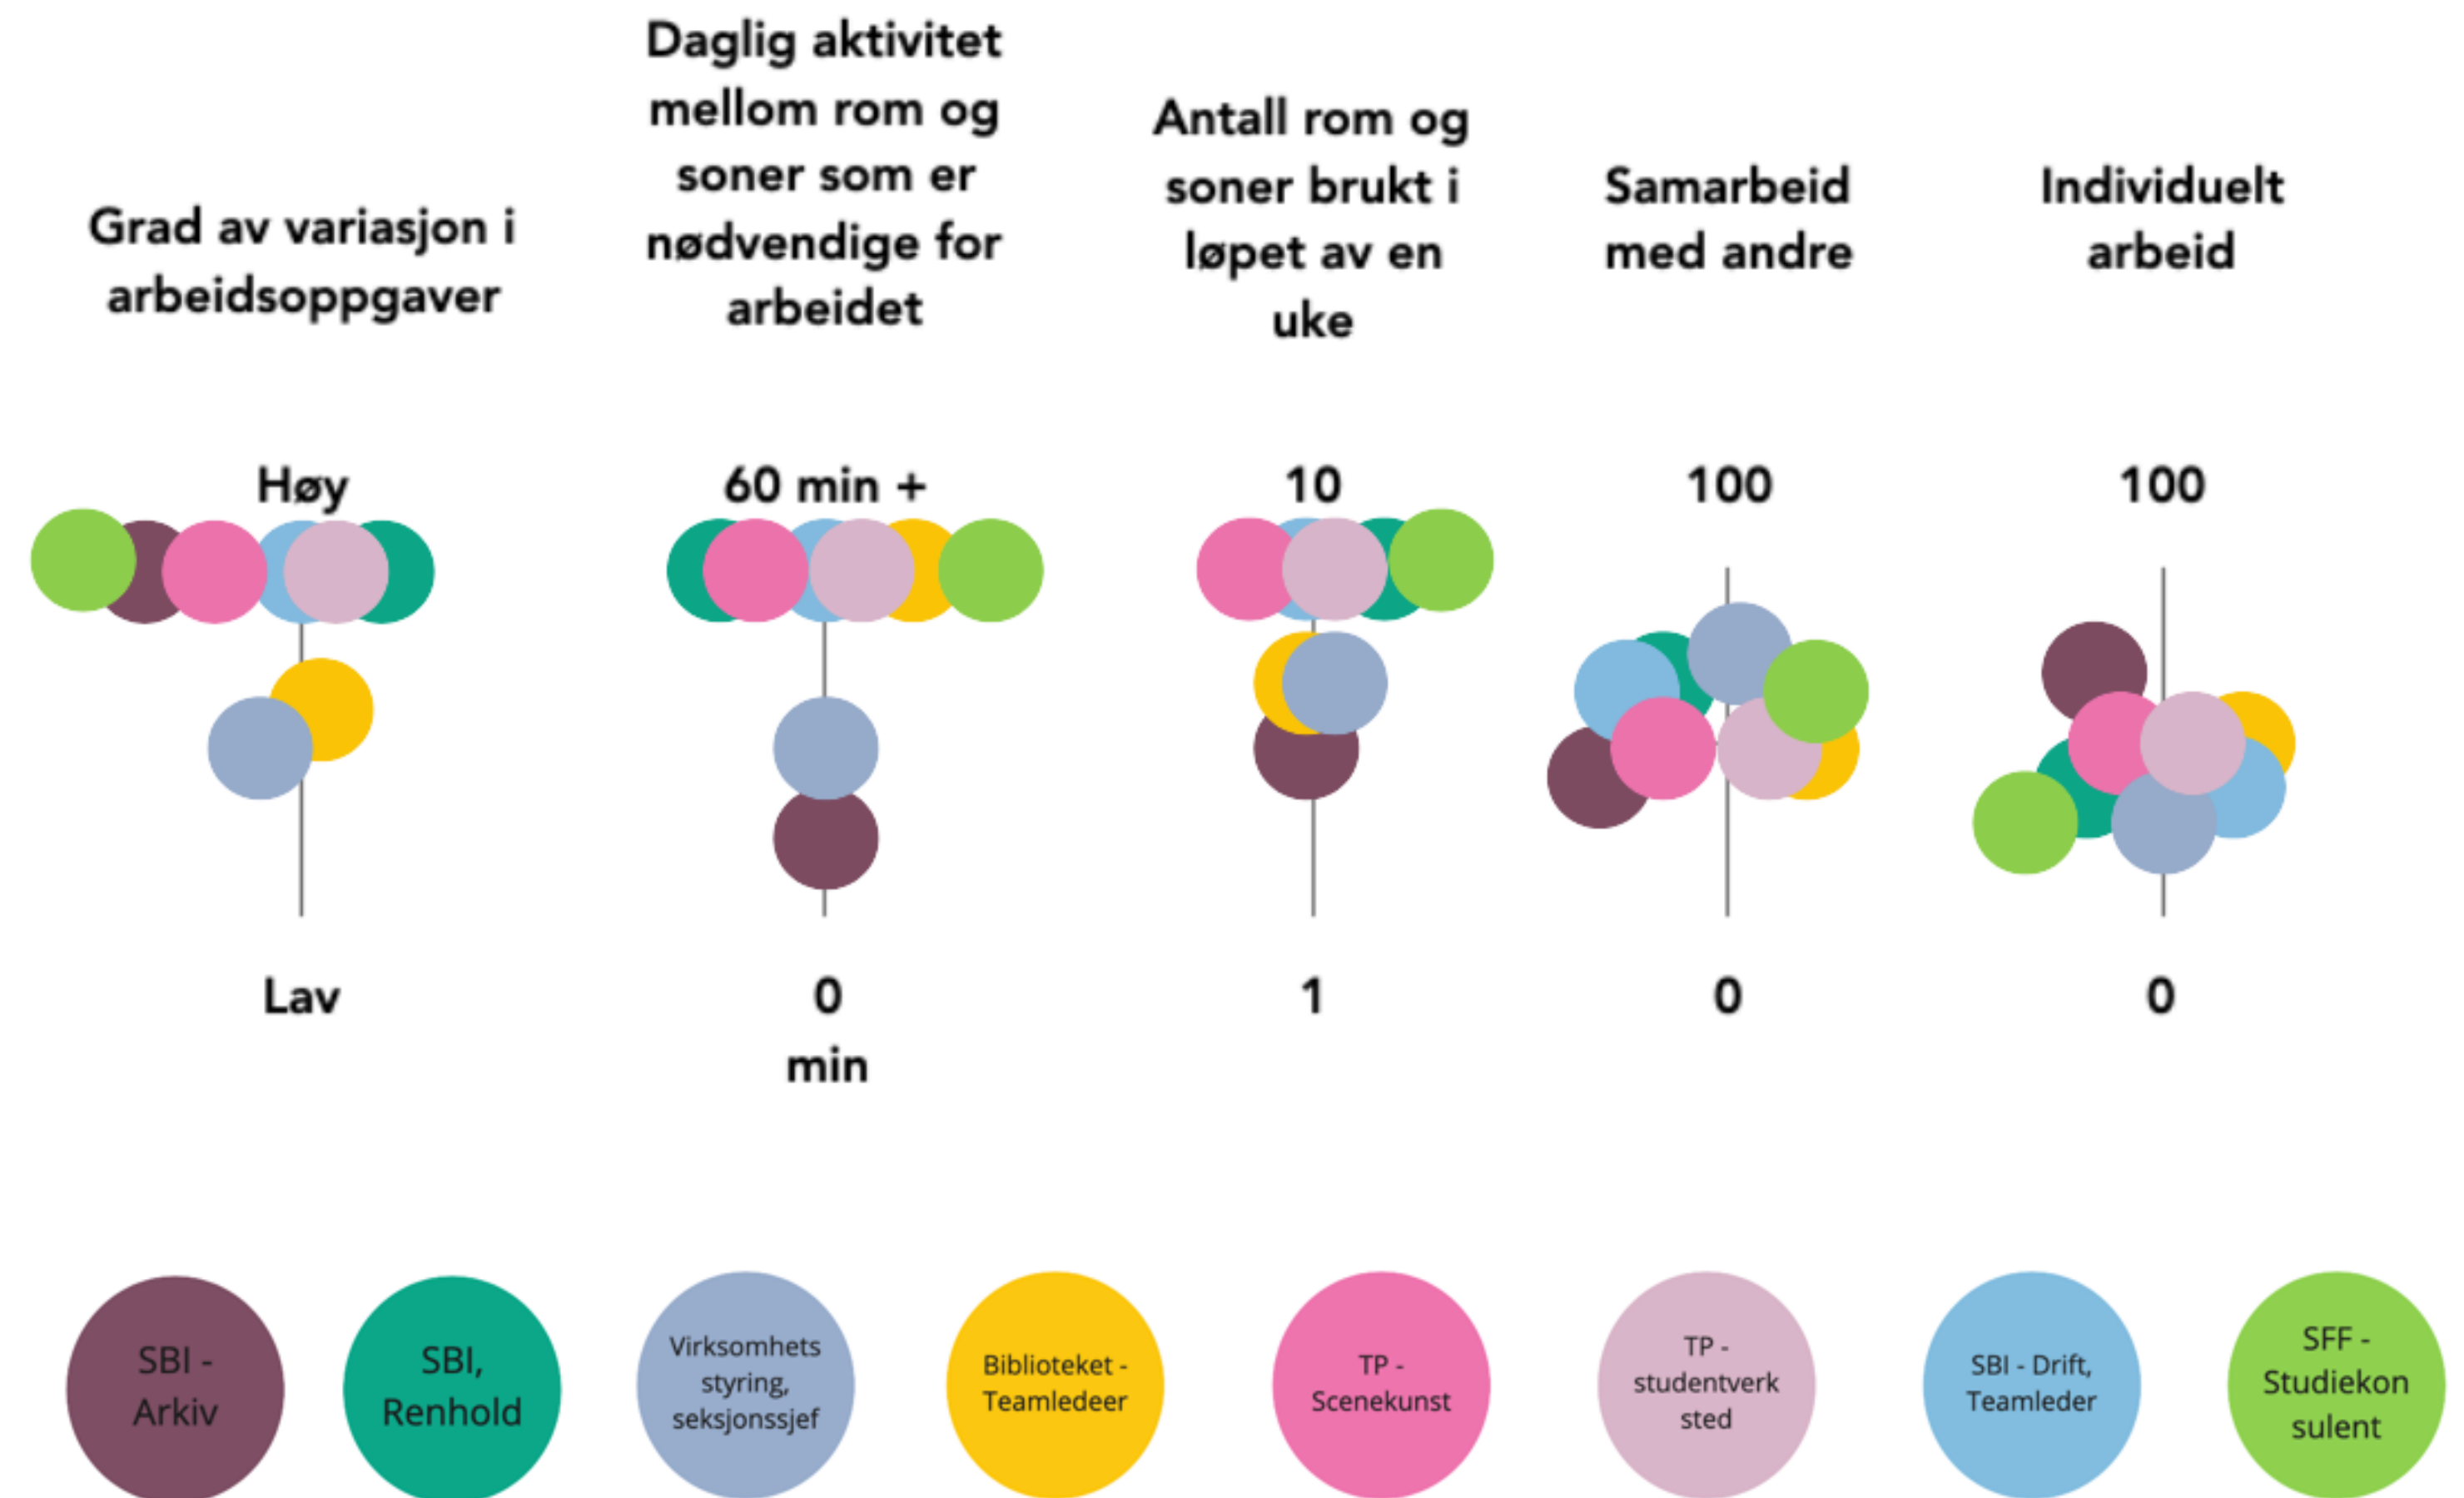 Grad av variasjon i
arbeidsoppgaver
Daglig aktivitet
mellom rom og
soner som er
nødvendige for
arbeidet
Antall rom og
soner brukt i
løpet av en
uke
Samarbeid
med andre
Individuelt
arbeid
Høy
60 min +
10
100
100
Lav
0
min
1
0
0
SBI -
Arkiv
SBI,
Renhold
Virksomhets
styring,
seksjonssjef
Biblioteket -
Teamledeer
TP -
Scenekunst
TP -
studentverk
sted
SBI - Drift,
Teamleder
SFF -
Studiekon
sulent